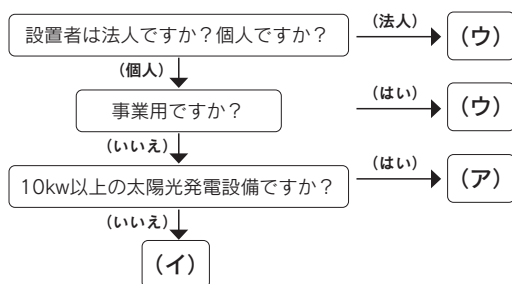 設置者は法人ですか？個人ですか？
（法人）
（ウ）
（個人）
事業用ですか？
（はい）
（ウ）
（いいえ）
10kw以上の太陽光発電設備ですか？
（はい）
（ア）
（いいえ）
（イ）